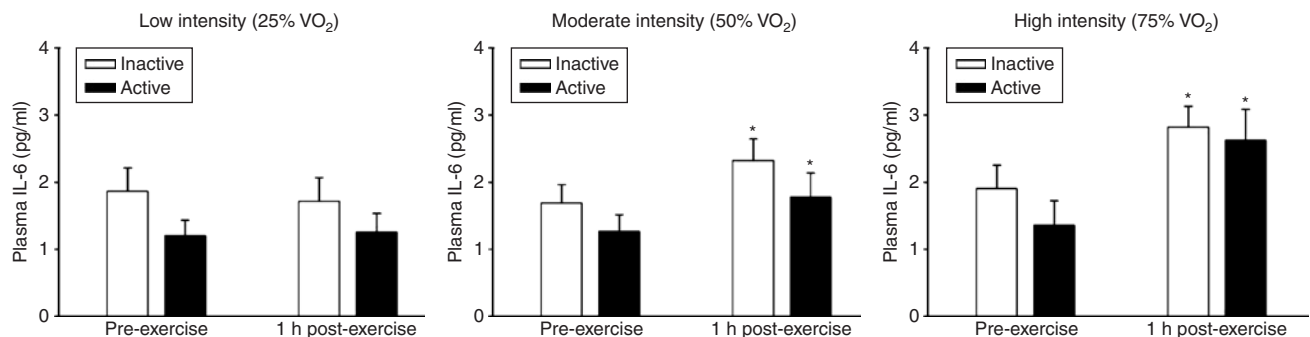 Low intensity (25% VO₂)
Plasma IL-6 (pg/ml)
4
3
2
1
0
Inactive
Active
Pre-exercise
1 h post-exercise
Moderate intensity (50% VO₂)
Plasma IL-6 (pg/ml)
4
3
2
1
0
Inactive
Active
*
*
Pre-exercise
1 h post-exercise
High intensity (75% VO₂)
Plasma IL-6 (pg/ml)
4
3
2
1
0
Inactive
Active
*
*
Pre-exercise
1 h post-exercise